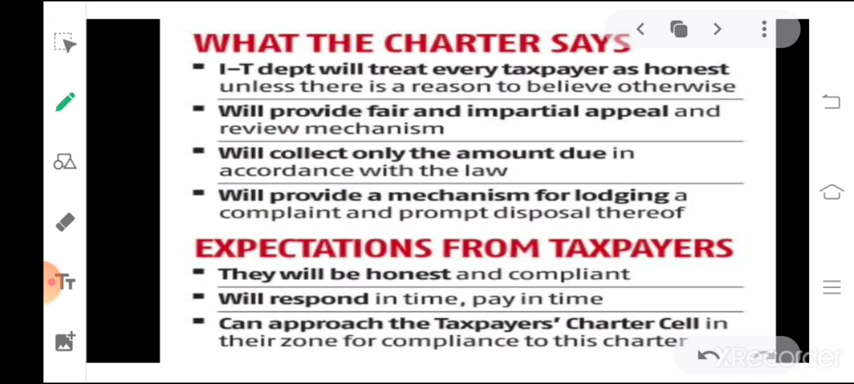 WHAT THE CHARTER SAYS
▪ I–T dept will treat every taxpayer as honest
unless there is a reason to believe otherwise
▪ Will provide fair and impartial appeal and
review mechanism
▪ Will collect only the amount due in
accordance with the law
▪ Will provide a mechanism for lodging a
complaint and prompt disposal thereof
EXPECTATIONS FROM TAXPAYERS
▪ They will be honest and compliant
▪ Will respond in time, pay in time
▪ Can approach the Taxpayers' Charter Cell in
their zone for compliance to this charter
Tт
XRecorder